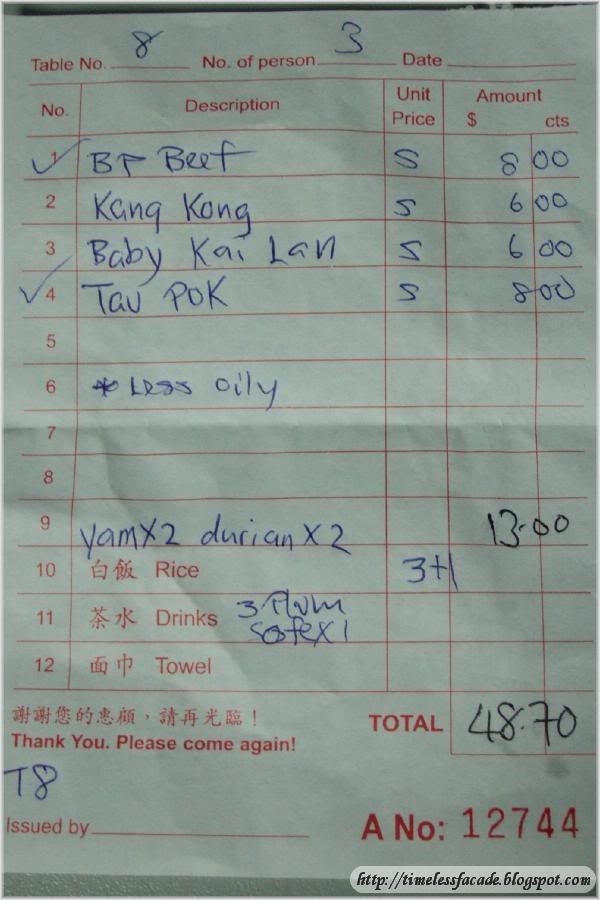 Table No. 8 No. of person 3 Date
No. Description Unit Price Amount $ cts
1 BP Beef S 8 00
2 Kang Kong S 6 00
3 Baby Kai Lan S 6 00
4 Tau POK S 8 00
5
6 * Less oily
7
8
9 yam X2 durian X 2 13.00
10 白飯 Rice 3+1
11 茶水 Drinks 3 Plum
X1
12 面巾 Towel
謝謝您的惠顧，請再光臨！
Thank You. Please come again!
TOTAL 48.70
T8
Issued by
A No: 12744
http://timelessfacade.blogspot.com